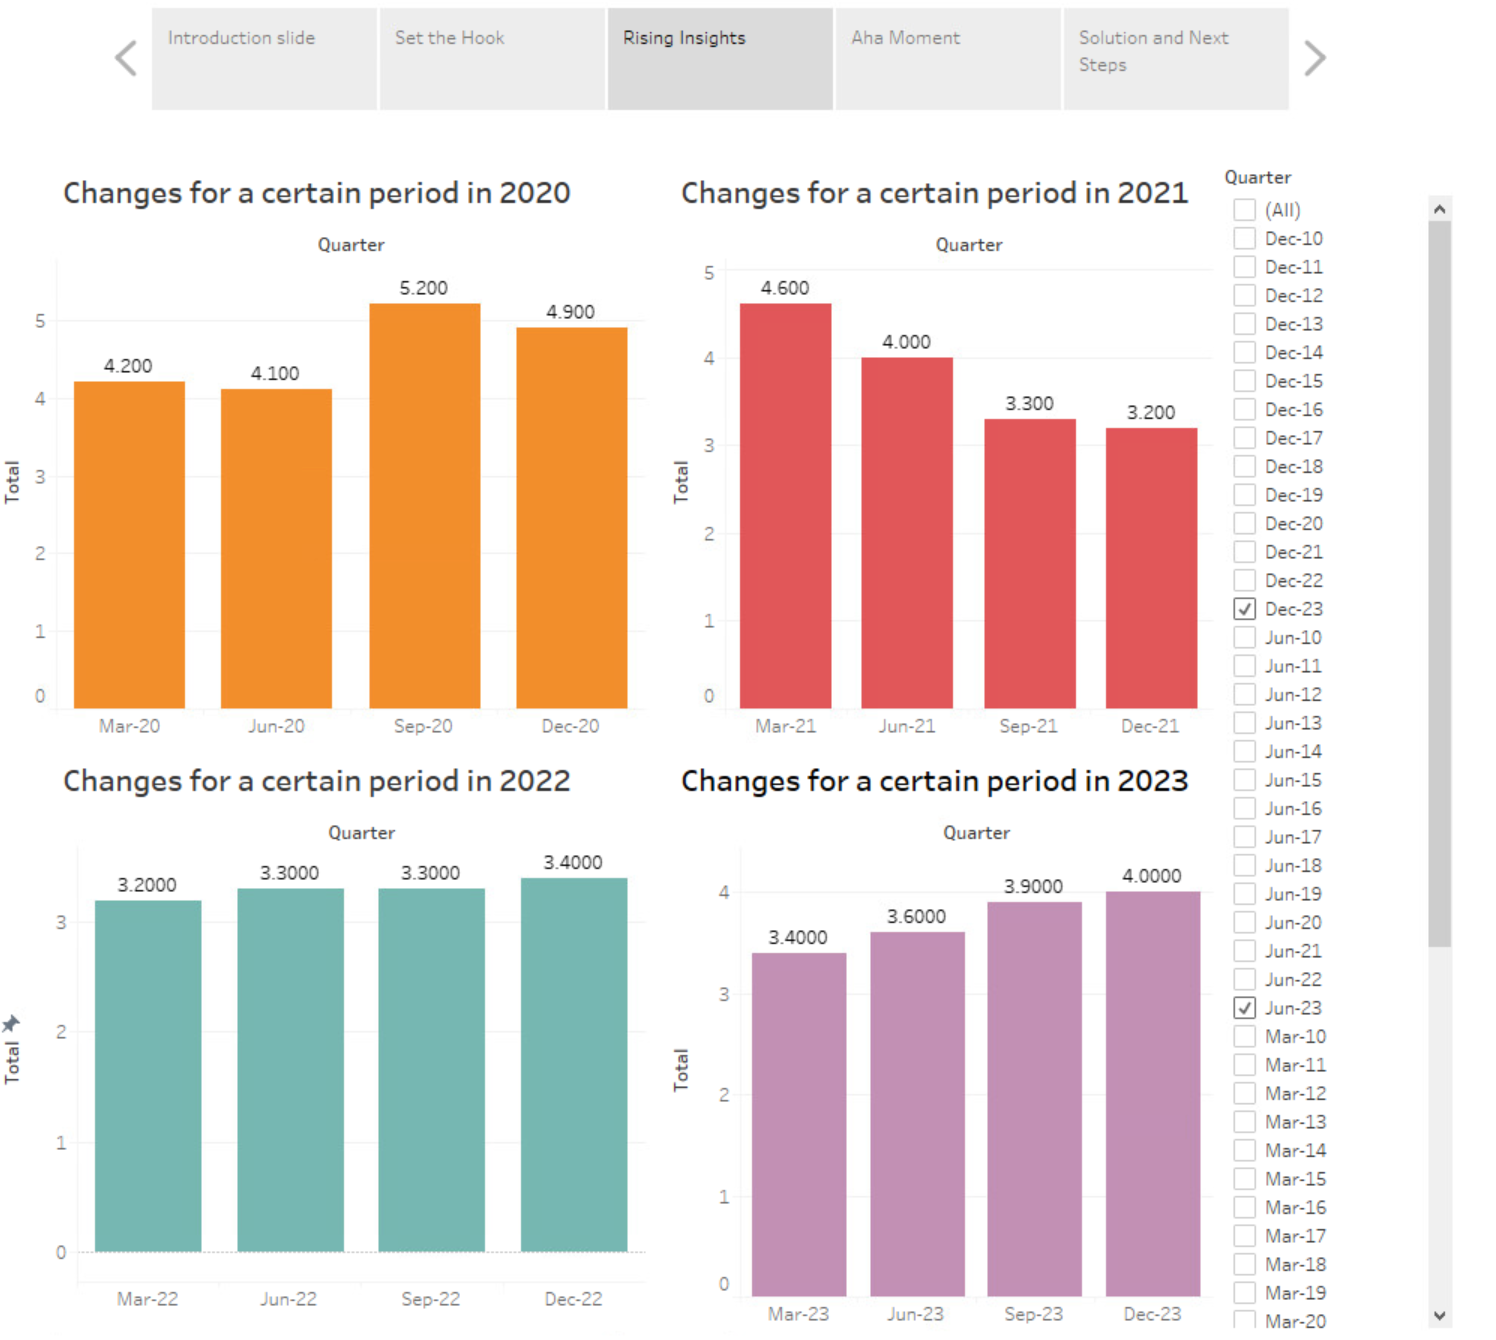 Introduction slide
Set the Hook
Rising Insights
Aha Moment
Solution and Next
Steps
Changes for a certain period in 2020
Quarter
5.200
4.900
4.200
4.100
5
4
3
2
1
0
Total
Mar-20
Jun-20
Sep-20
Dec-20
Changes for a certain period in 2021
Quarter
4.600
4.000
3.300
3.200
5
4
3
2
1
0
Total
Mar-21
Jun-21
Sep-21
Dec-21
Changes for a certain period in 2022
Quarter
3.2000
3.3000
3.3000
3.4000
3
2
1
0
Total
Mar-22
Jun-22
Sep-22
Dec-22
Changes for a certain period in 2023
Quarter
3.4000
3.6000
3.9000
4.0000
4
3
2
1
0
Total
Mar-23
Jun-23
Sep-23
Dec-23
Quarter
(All)
Dec-10
Dec-11
Dec-12
Dec-13
Dec-14
Dec-15
Dec-16
Dec-17
Dec-18
Dec-19
Dec-20
Dec-21
Dec-22
Dec-23
Jun-10
Jun-11
Jun-12
Jun-13
Jun-14
Jun-15
Jun-16
Jun-17
Jun-18
Jun-19
Jun-20
Jun-21
Jun-22
Jun-23
Mar-10
Mar-11
Mar-12
Mar-13
Mar-14
Mar-15
Mar-16
Mar-17
Mar-18
Mar-19
Mar-20